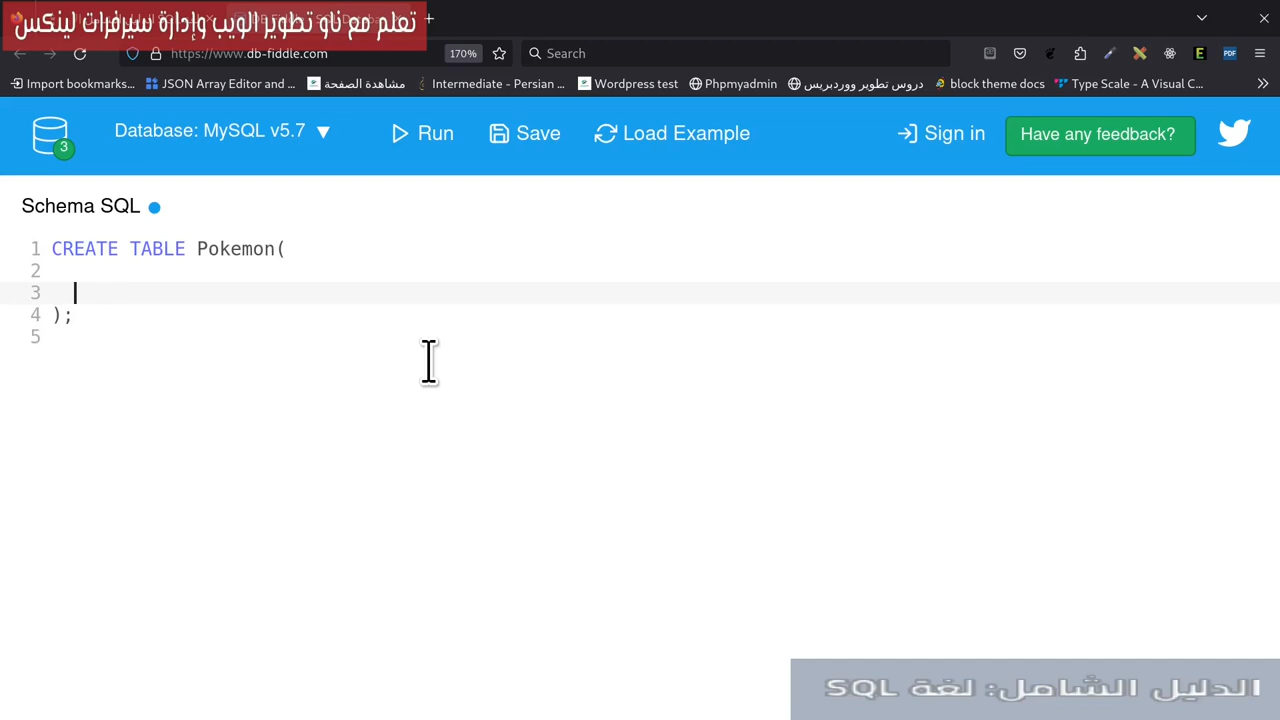 تعلم مع ناو تطوير الويب وإدارة سيرفرات لينكس
https://www.db-fiddle.com
170%
Search
Import bookmarks...
JSON Array Editor and ...
مشاهدة الصفحة
Intermediate - Persian ...
Wordpress test
Phpmyadmin
دروس تطوير ووردبريس
block theme docs
Type Scale - A Visual C...
3
Database: MySQL v5.7 ▼
Run
Save
Load Example
Sign in
Have any feedback?
Schema SQL
1 CREATE TABLE Pokemon(
2
3
4 );
5
الدليل الشامل: لغة SQL